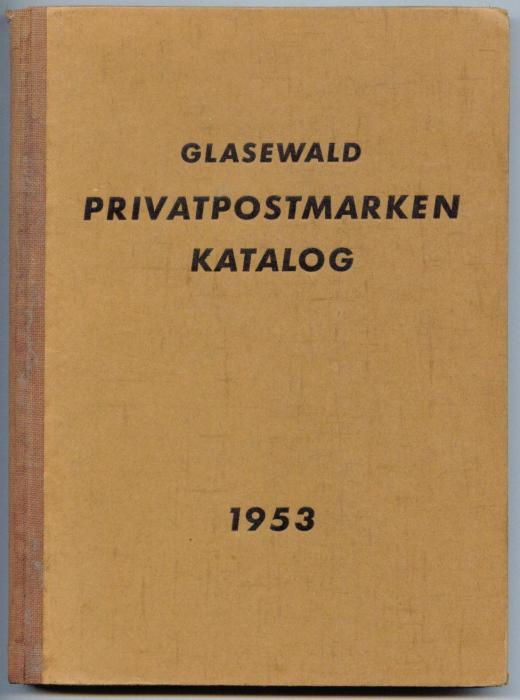 GLASEWALD
PRIVATPOSTMARKEN
KATALOG
1953